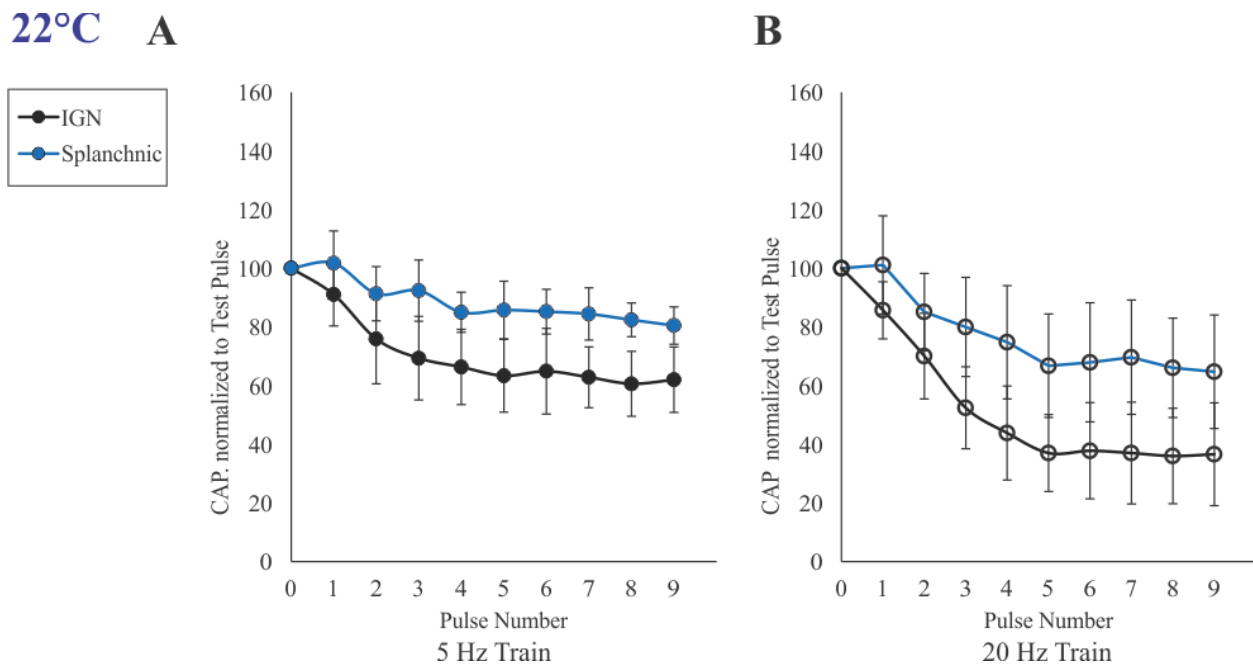 22°C A B
IGN
Splanchnic
CAP. normalized to Test Pulse
160
140
120
100
80
60
40
20
0
0 1 2 3 4 5 6 7 8 9
Pulse Number
5 Hz Train
CAP normalized to Test Pulse
160
140
120
100
80
60
40
20
0
0 1 2 3 4 5 6 7 8 9
Pulse Number
20 Hz Train